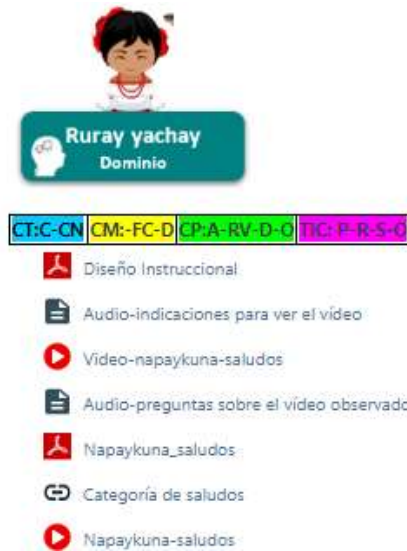 Ruray yachay
Dominio
CT:C-CN CM:-FC-D CP:A-RV-D-O TIC: P-R-S-O
Diseño Instruccional
Audio-indicaciones para ver el vídeo
Video-napaykuna-saludos
Audio-preguntas sobre el vídeo observado
Napaykuna_saludos
Categoría de saludos
Napaykuna-saludos